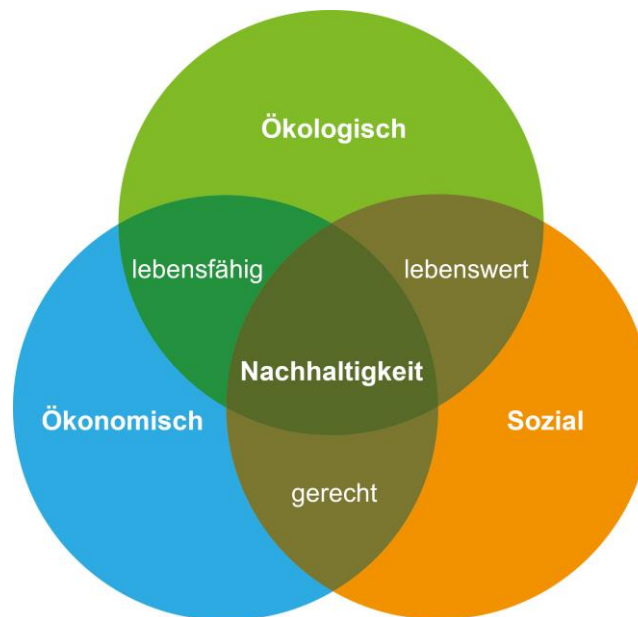 Ökologisch
lebensfähig
lebenswert
Nachhaltigkeit
Ökonomisch
Sozial
gerecht